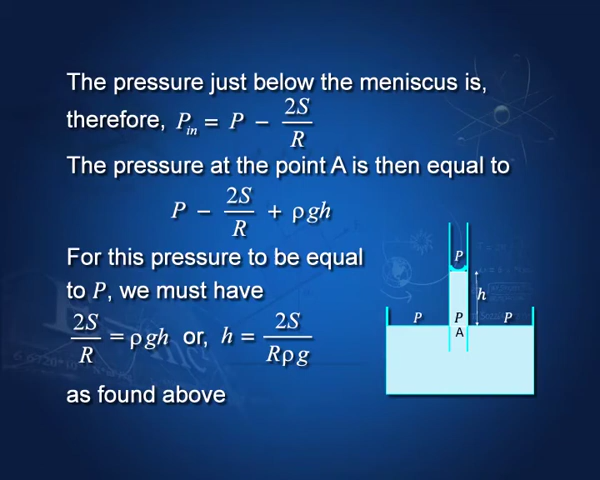 The pressure just below the meniscus is,
therefore, P_in = P − 2S/R
The pressure at the point A is then equal to
P − 2S/R + ρgh
For this pressure to be equal
to P, we must have
2S/R = ρgh or, h = 2S/Rρg
as found above
P
h
P P P
A